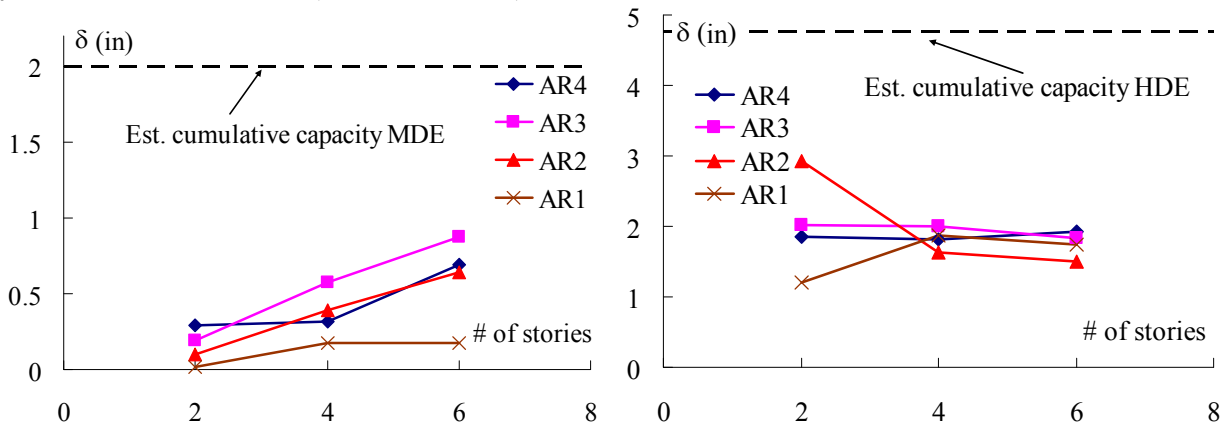 δ (in)
2
1.5
1
0.5
0
0
2
4
6
8
Est. cumulative capacity MDE
AR4
AR3
AR2
AR1
# of stories
δ (in)
5
4
3
2
1
0
0
2
4
6
8
Est. cumulative capacity HDE
AR4
AR3
AR2
AR1
# of stories